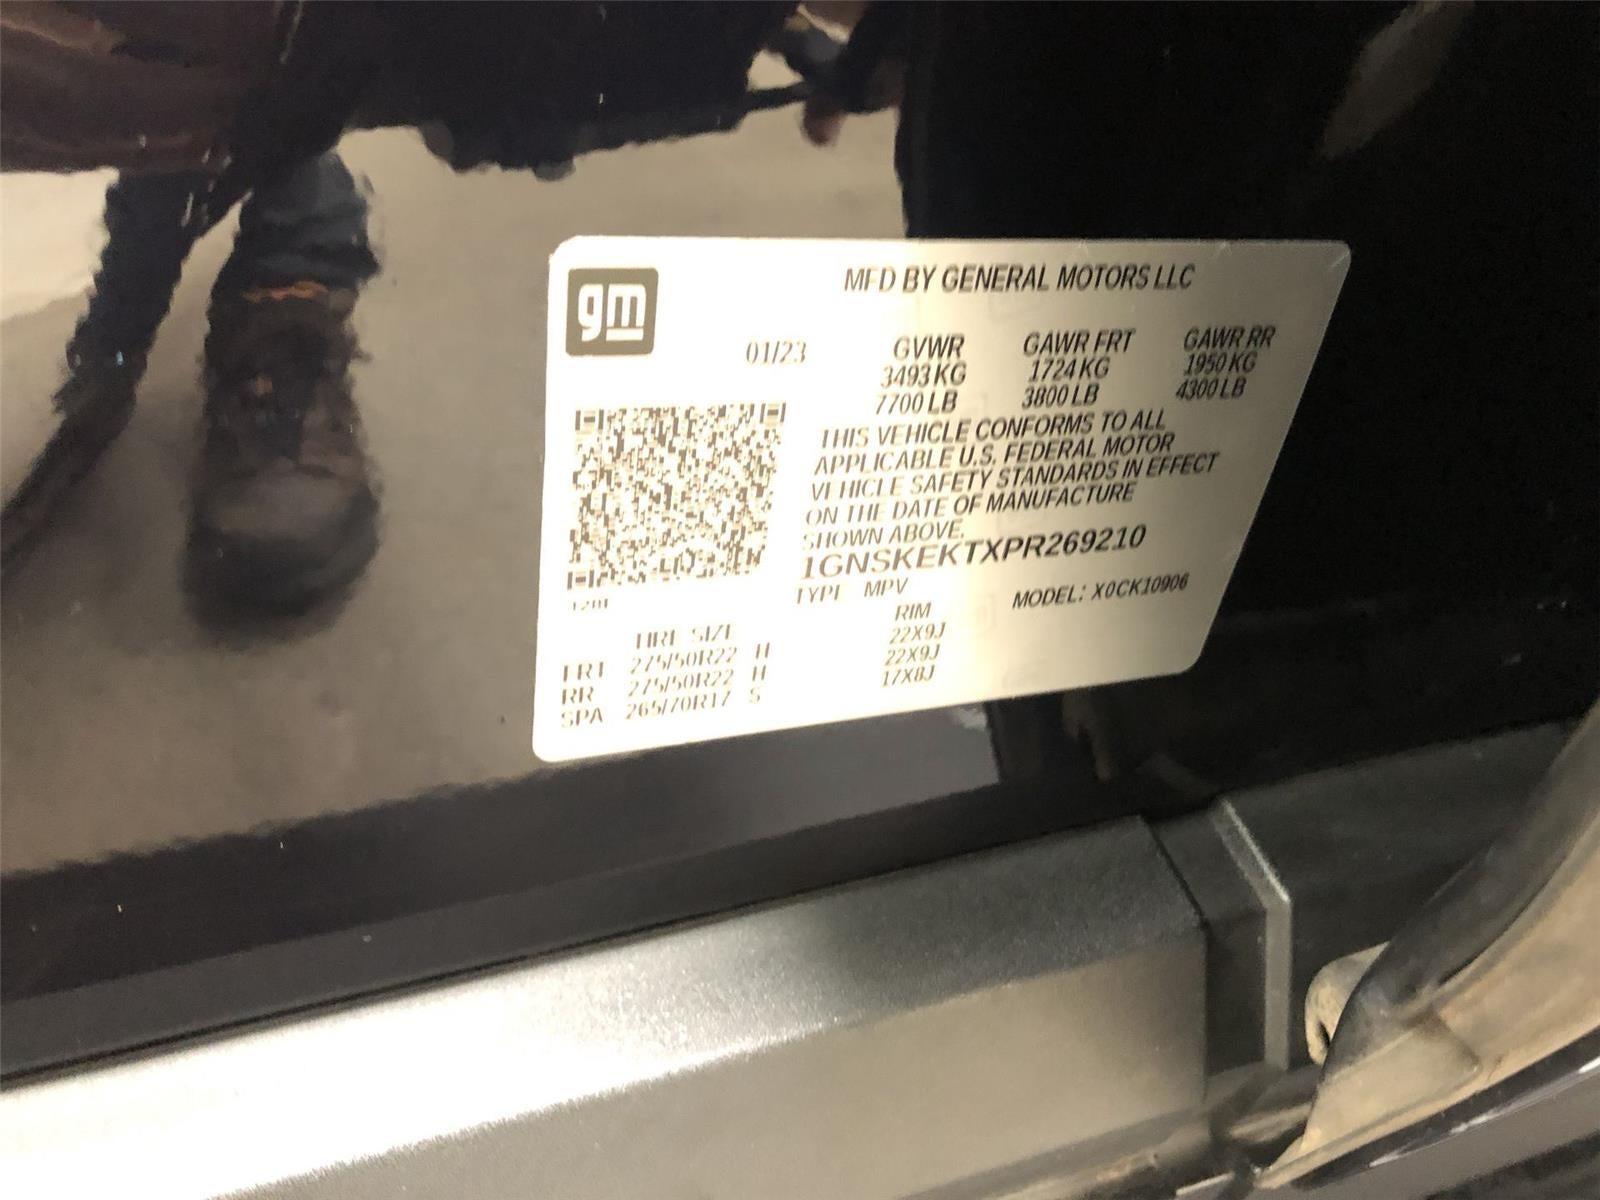 gm
MFD BY GENERAL MOTORS LLC
01/23
GVWR GAWR FRT GAWR RR
3493 KG 1724 KG 1950 KG
7700 LB 3800 LB 4300 LB
THIS VEHICLE CONFORMS TO ALL
APPLICABLE U.S. FEDERAL MOTOR
VEHICLE SAFETY STANDARDS IN EFFECT
ON THE DATE OF MANUFACTURE
SHOWN ABOVE.
1GNSKEKTXPR269210
TYPE MPV MODEL: X0CK10906
TIRE SIZE RIM
FRT 275/50R22 H 22X9J
RR 275/50R22 H 22X9J
SPA 265/70R17 S 17X8J